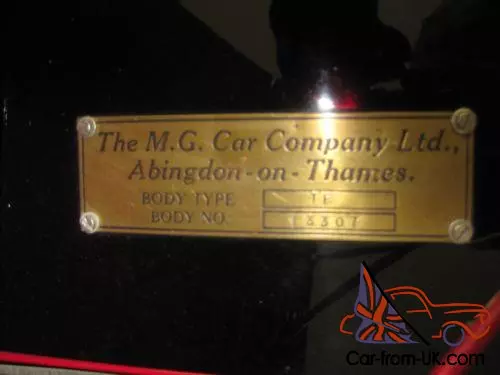 The M.G. Car Company Ltd.,
Abingdon-on-Thames.
BODY TYPE
BODY NO.
Car-from-UK.com